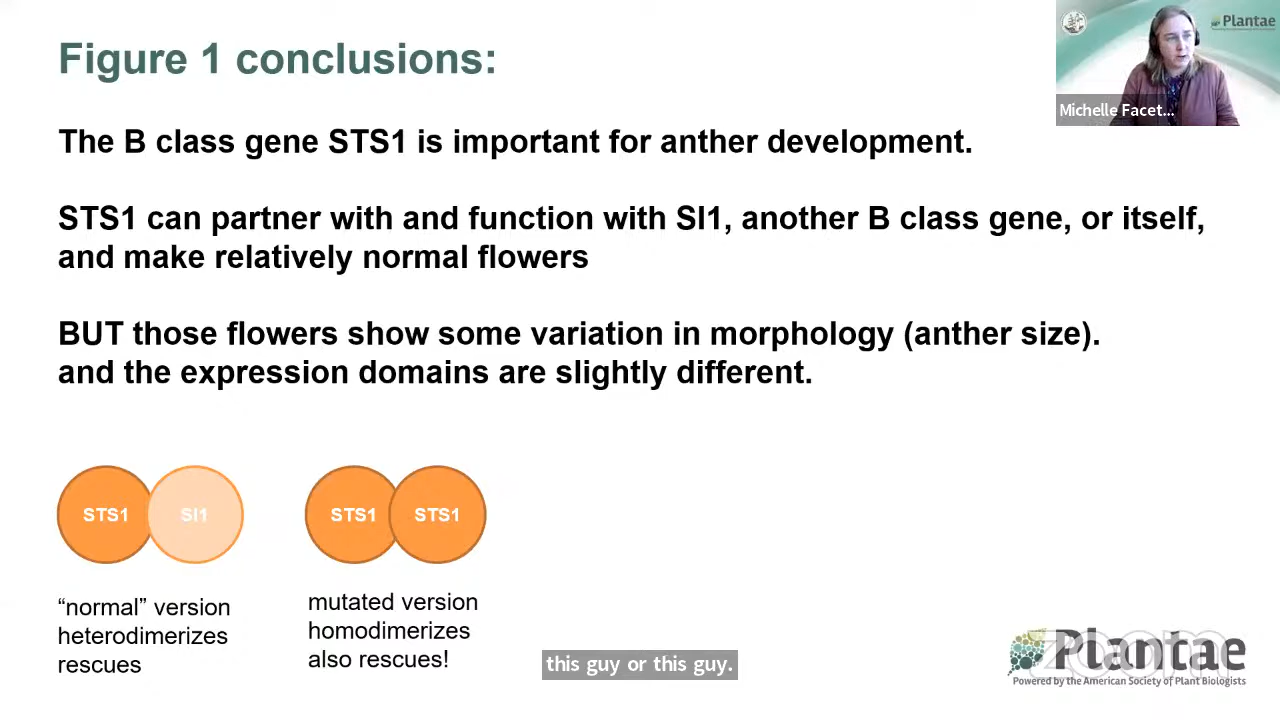 Figure 1 conclusions:
Plantae
Michelle Facet...
The B class gene STS1 is important for anther development.
STS1 can partner with and function with SI1, another B class gene, or itself,
and make relatively normal flowers
BUT those flowers show some variation in morphology (anther size).
and the expression domains are slightly different.
STS1
SI1
STS1
STS1
“normal” version
heterodimerizes
rescues
mutated version
homodimerizes
also rescues!
this guy or this guy.
zoom
Plantae
Powered by the American Society of Plant Biologists